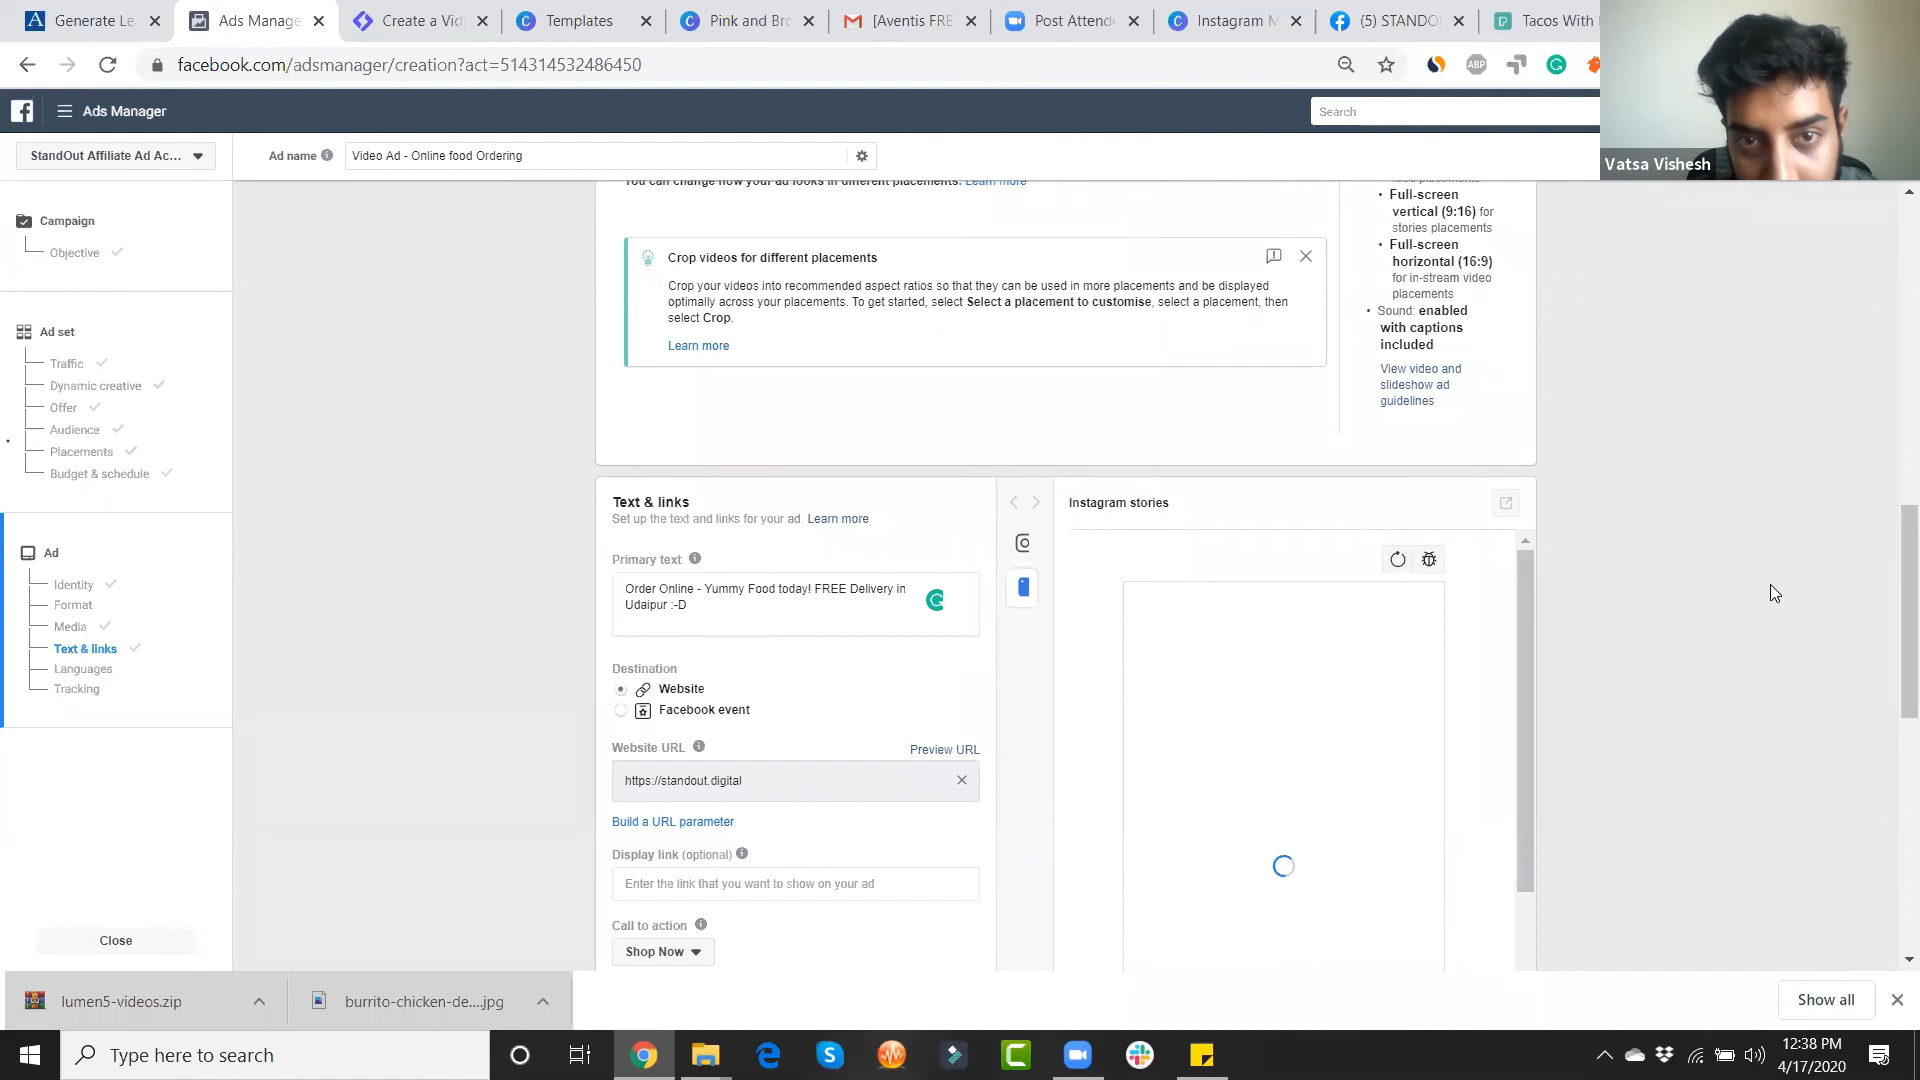 Generate Lea
Ads Manage
Create a Vid
Templates
Pink and Bro
[Aventis FRE
Post Attende
Instagram M
(5) STANDO
Tacos With
facebook.com/adsmanager/creation?act=514314532486450
ABP
Ads Manager
Search
Vatsa Vishesh
StandOut Affiliate Ad Ac...
Ad name
Video Ad - Online food Ordering
Campaign
Objective
Ad set
Traffic
Dynamic creative
Offer
Audience
Placements
Budget & schedule
Ad
Identity
Format
Media
Text & links
Languages
Tracking
Close
You can change how your ad looks in different placements. Learn more
Crop videos for different placements
Crop your videos into recommended aspect ratios so that they can be used in more placements and be displayed
optimally across your placements. To get started, select Select a placement to customise, select a placement, then
select Crop.
Learn more
feed placements
• Full-screen
vertical (9:16) for
stories placements
• Full-screen
horizontal (16:9)
for in-stream video
placements
• Sound: enabled
with captions
included
View video and
slideshow ad
guidelines
Text & links
Set up the text and links for your ad. Learn more
Primary text
Order Online - Yummy Food today! FREE Delivery in
Udaipur :-D
Destination
Website
Facebook event
Website URL
Preview URL
https://standout.digital
Build a URL parameter
Display link (optional)
Enter the link that you want to show on your ad
Call to action
Shop Now
Instagram stories
lumen5-videos.zip
burrito-chicken-de....jpg
Show all
Type here to search
12:38 PM
4/17/2020